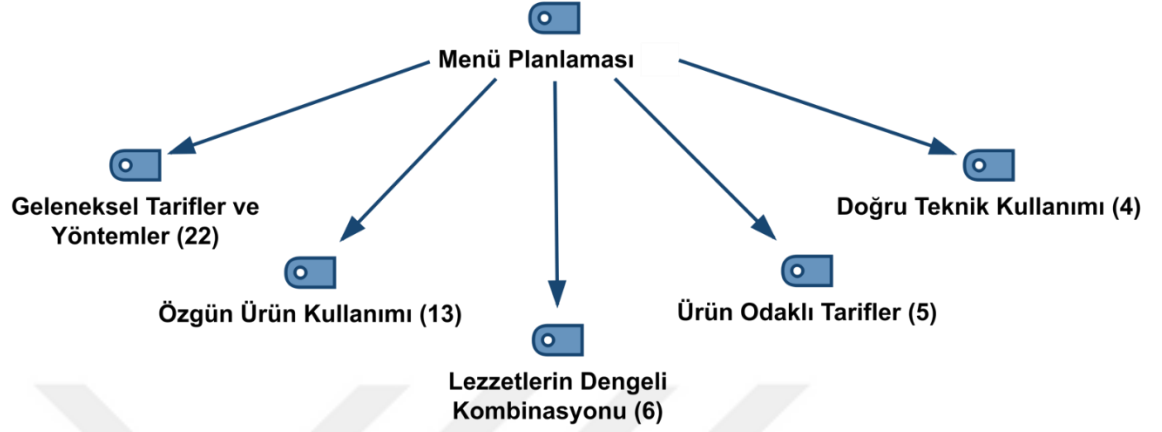 Menü Planlaması
Geleneksel Tarifler ve
Yöntemler (22)
Özgün Ürün Kullanımı (13)
Lezzetlerin Dengeli
Kombinasyonu (6)
Ürün Odaklı Tarifler (5)
Doğru Teknik Kullanımı (4)